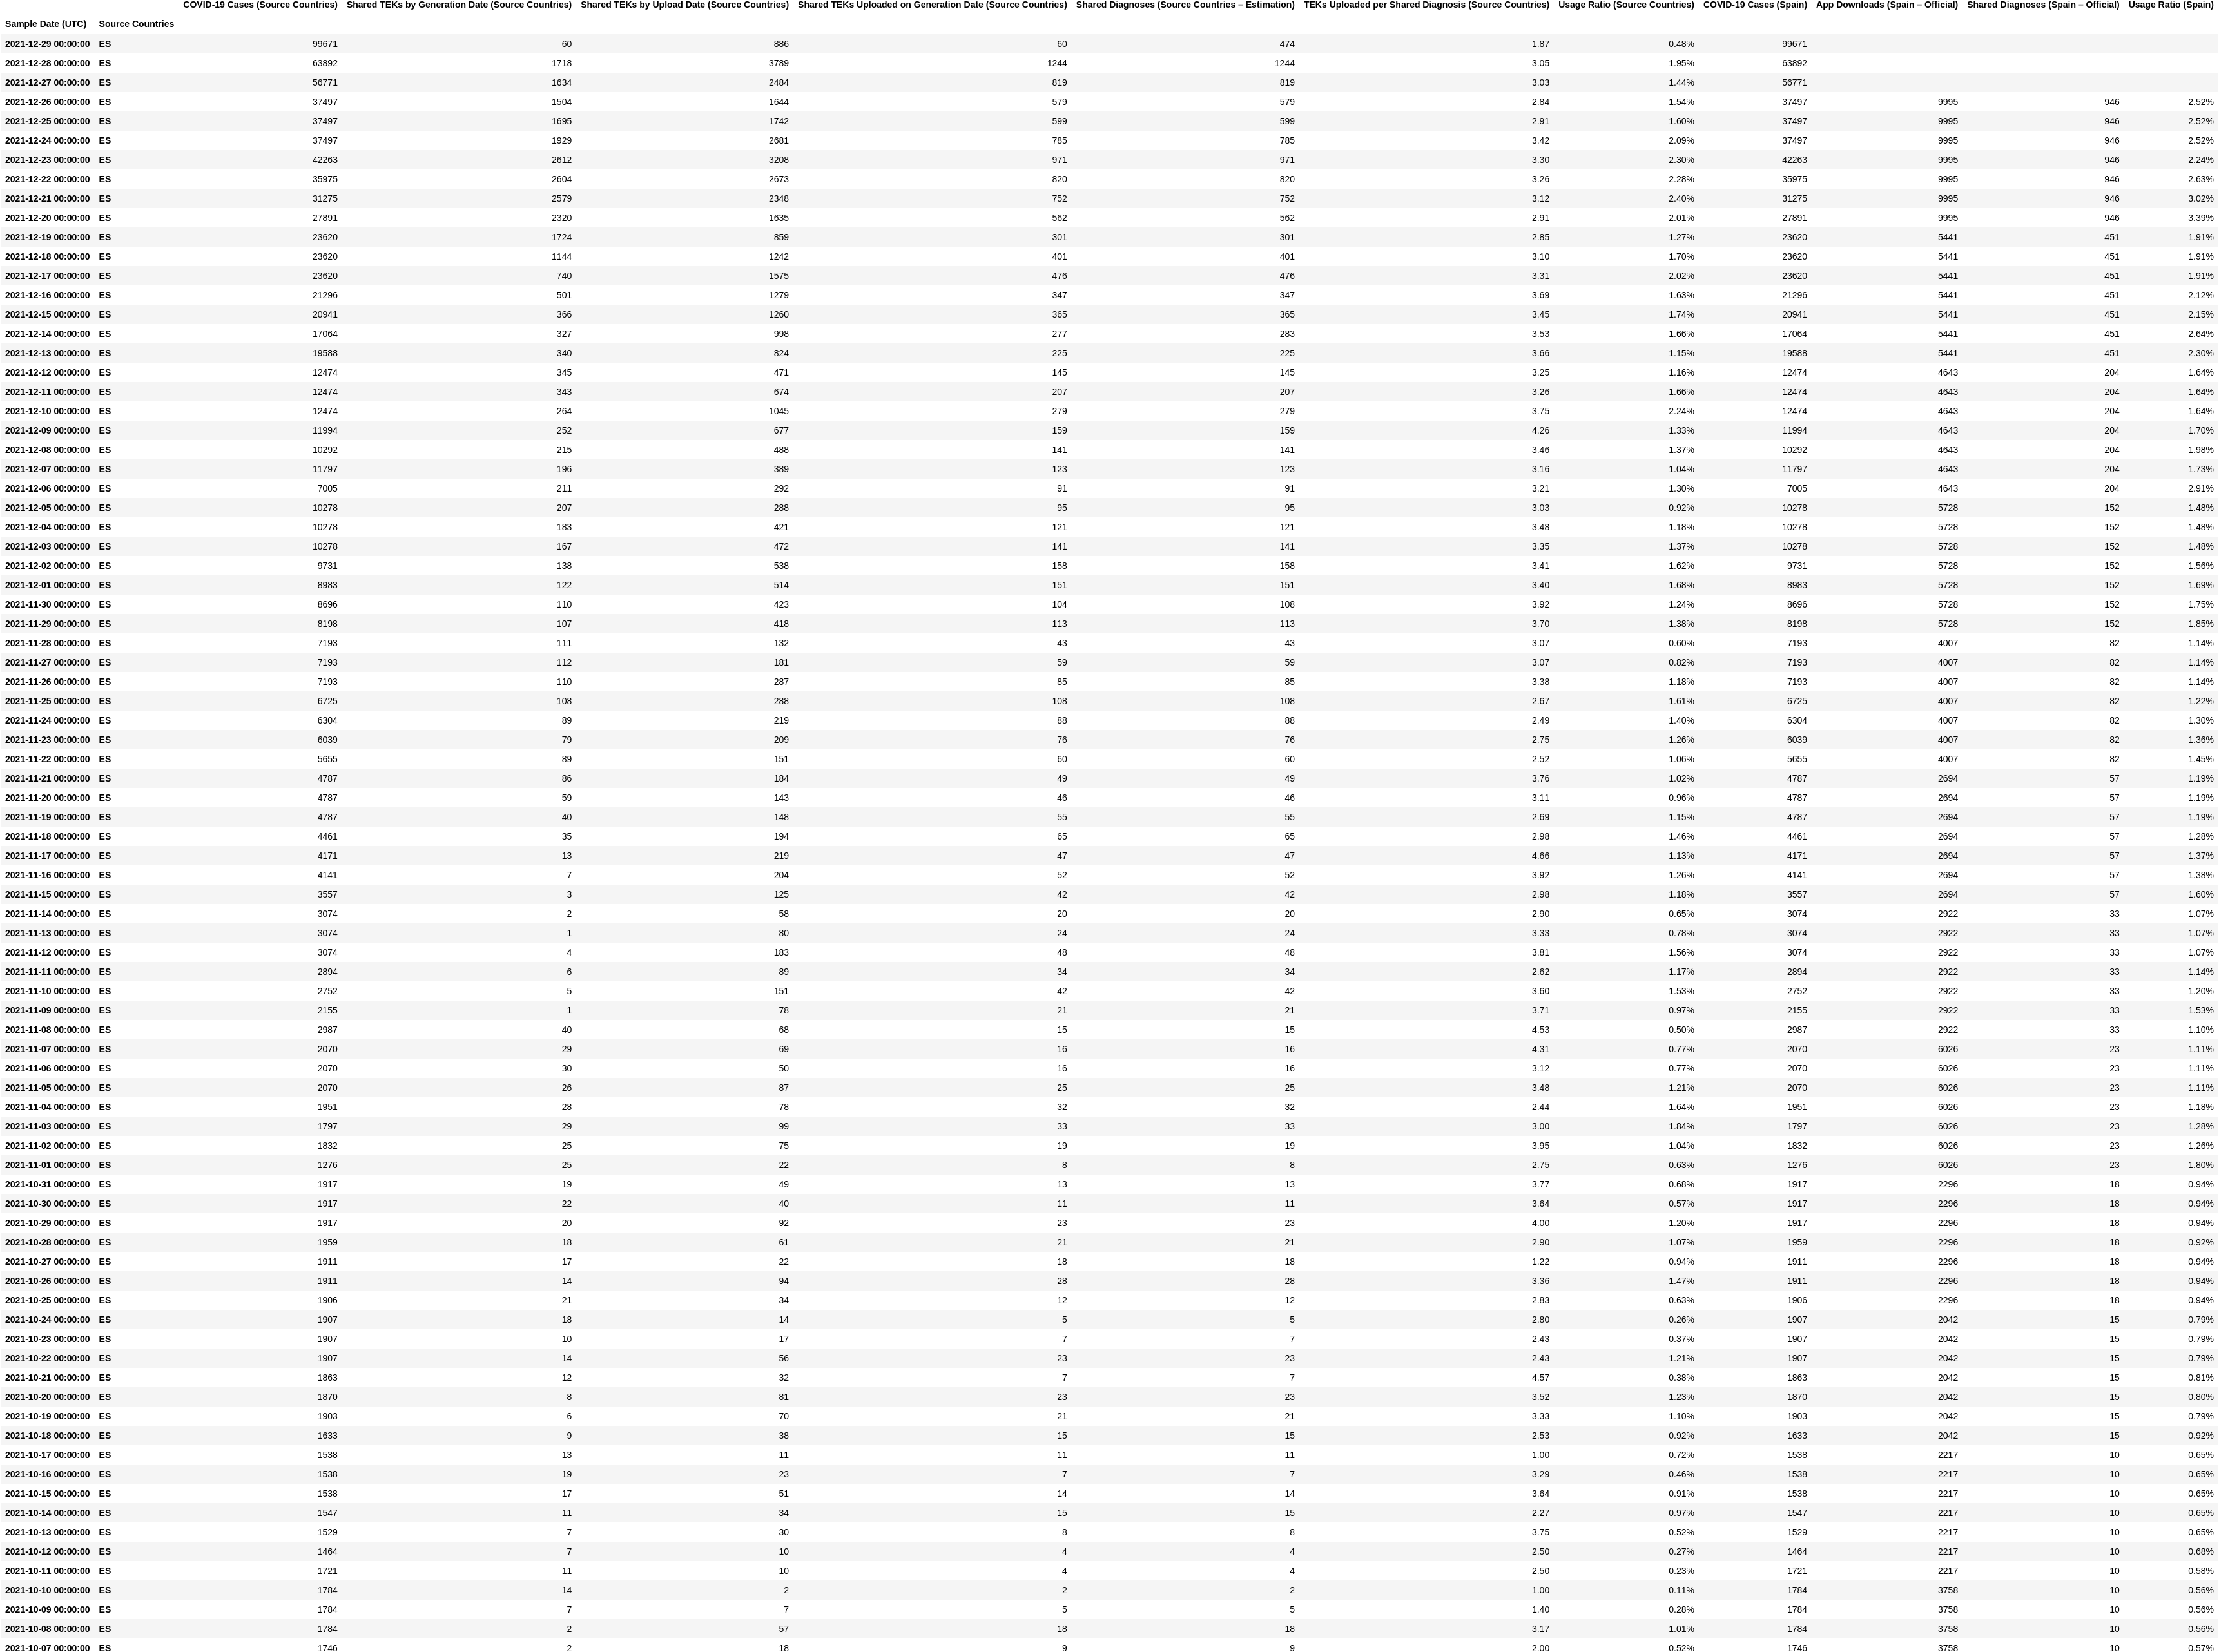 COVID-19 Cases (Source Countries) Shared TEKs by Generation Date (Source Countries) Shared TEKs by Upload Date (Source Countries) Shared TEKs Uploaded on Generation Date (Source Countries) Shared Diagnoses (Source Countries – Estimation) TEKs Uploaded per Shared Diagnosis (Source Countries) Usage Ratio (Source Countries) COVID-19 Cases (Spain) App Downloads (Spain – Official) Shared Diagnoses (Spain – Official) Usage Ratio (Spain)
Sample Date (UTC) Source Countries
2021-12-29 00:00:00 ES 99671 60 886 60 474 1.87 0.48% 99671
2021-12-28 00:00:00 ES 63892 1718 3789 1244 1244 3.05 1.95% 63892
2021-12-27 00:00:00 ES 56771 1634 2484 819 819 3.03 1.44% 56771
2021-12-26 00:00:00 ES 37497 1504 1644 579 579 2.84 1.54% 37497 9995 946 2.52%
2021-12-25 00:00:00 ES 37497 1695 1742 599 599 2.91 1.60% 37497 9995 946 2.52%
2021-12-24 00:00:00 ES 37497 1929 2681 785 785 3.42 2.09% 37497 9995 946 2.52%
2021-12-23 00:00:00 ES 42263 2612 3208 971 971 3.30 2.30% 42263 9995 946 2.24%
2021-12-22 00:00:00 ES 35975 2604 2673 820 820 3.26 2.28% 35975 9995 946 2.63%
2021-12-21 00:00:00 ES 31275 2579 2348 752 752 3.12 2.40% 31275 9995 946 3.02%
2021-12-20 00:00:00 ES 27891 2320 1635 562 562 2.91 2.01% 27891 9995 946 3.39%
2021-12-19 00:00:00 ES 23620 1724 859 301 301 2.85 1.27% 23620 5441 451 1.91%
2021-12-18 00:00:00 ES 23620 1144 1242 401 401 3.10 1.70% 23620 5441 451 1.91%
2021-12-17 00:00:00 ES 23620 740 1575 476 476 3.31 2.02% 23620 5441 451 1.91%
2021-12-16 00:00:00 ES 21296 501 1279 347 347 3.69 1.63% 21296 5441 451 2.12%
2021-12-15 00:00:00 ES 20941 366 1260 365 365 3.45 1.74% 20941 5441 451 2.15%
2021-12-14 00:00:00 ES 17064 327 998 277 283 3.53 1.66% 17064 5441 451 2.64%
2021-12-13 00:00:00 ES 19588 340 824 225 225 3.66 1.15% 19588 5441 451 2.30%
2021-12-12 00:00:00 ES 12474 345 471 145 145 3.25 1.16% 12474 4643 204 1.64%
2021-12-11 00:00:00 ES 12474 343 674 207 207 3.26 1.66% 12474 4643 204 1.64%
2021-12-10 00:00:00 ES 12474 264 1045 279 279 3.75 2.24% 12474 4643 204 1.64%
2021-12-09 00:00:00 ES 11994 252 677 159 159 4.26 1.33% 11994 4643 204 1.70%
2021-12-08 00:00:00 ES 10292 215 488 141 141 3.46 1.37% 10292 4643 204 1.98%
2021-12-07 00:00:00 ES 11797 196 389 123 123 3.16 1.04% 11797 4643 204 1.73%
2021-12-06 00:00:00 ES 7005 211 292 91 91 3.21 1.30% 7005 4643 204 2.91%
2021-12-05 00:00:00 ES 10278 207 288 95 95 3.03 0.92% 10278 5728 152 1.48%
2021-12-04 00:00:00 ES 10278 183 421 121 121 3.48 1.18% 10278 5728 152 1.48%
2021-12-03 00:00:00 ES 10278 167 472 141 141 3.35 1.37% 10278 5728 152 1.48%
2021-12-02 00:00:00 ES 9731 138 538 158 158 3.41 1.62% 9731 5728 152 1.56%
2021-12-01 00:00:00 ES 8983 122 514 151 151 3.40 1.68% 8983 5728 152 1.69%
2021-11-30 00:00:00 ES 8696 110 423 104 108 3.92 1.24% 8696 5728 152 1.75%
2021-11-29 00:00:00 ES 8198 107 418 113 113 3.70 1.38% 8198 5728 152 1.85%
2021-11-28 00:00:00 ES 7193 111 132 43 43 3.07 0.60% 7193 4007 82 1.14%
2021-11-27 00:00:00 ES 7193 112 181 59 59 3.07 0.82% 7193 4007 82 1.14%
2021-11-26 00:00:00 ES 7193 110 287 85 85 3.38 1.18% 7193 4007 82 1.14%
2021-11-25 00:00:00 ES 6725 108 288 108 108 2.67 1.61% 6725 4007 82 1.22%
2021-11-24 00:00:00 ES 6304 89 219 88 88 2.49 1.40% 6304 4007 82 1.30%
2021-11-23 00:00:00 ES 6039 79 209 76 76 2.75 1.26% 6039 4007 82 1.36%
2021-11-22 00:00:00 ES 5655 89 151 60 60 2.52 1.06% 5655 4007 82 1.45%
2021-11-21 00:00:00 ES 4787 86 184 49 49 3.76 1.02% 4787 2694 57 1.19%
2021-11-20 00:00:00 ES 4787 59 143 46 46 3.11 0.96% 4787 2694 57 1.19%
2021-11-19 00:00:00 ES 4787 40 148 55 55 2.69 1.15% 4787 2694 57 1.19%
2021-11-18 00:00:00 ES 4461 35 194 65 65 2.98 1.46% 4461 2694 57 1.28%
2021-11-17 00:00:00 ES 4171 13 219 47 47 4.66 1.13% 4171 2694 57 1.37%
2021-11-16 00:00:00 ES 4141 7 204 52 52 3.92 1.26% 4141 2694 57 1.38%
2021-11-15 00:00:00 ES 3557 3 125 42 42 2.98 1.18% 3557 2694 57 1.60%
2021-11-14 00:00:00 ES 3074 2 58 20 20 2.90 0.65% 3074 2922 33 1.07%
2021-11-13 00:00:00 ES 3074 1 80 24 24 3.33 0.78% 3074 2922 33 1.07%
2021-11-12 00:00:00 ES 3074 4 183 48 48 3.81 1.56% 3074 2922 33 1.07%
2021-11-11 00:00:00 ES 2894 6 89 34 34 2.62 1.17% 2894 2922 33 1.14%
2021-11-10 00:00:00 ES 2752 5 151 42 42 3.60 1.53% 2752 2922 33 1.20%
2021-11-09 00:00:00 ES 2155 1 78 21 21 3.71 0.97% 2155 2922 33 1.53%
2021-11-08 00:00:00 ES 2987 40 68 15 15 4.53 0.50% 2987 2922 33 1.10%
2021-11-07 00:00:00 ES 2070 29 69 16 16 4.31 0.77% 2070 6026 23 1.11%
2021-11-06 00:00:00 ES 2070 30 50 16 16 3.12 0.77% 2070 6026 23 1.11%
2021-11-05 00:00:00 ES 2070 26 87 25 25 3.48 1.21% 2070 6026 23 1.11%
2021-11-04 00:00:00 ES 1951 28 78 32 32 2.44 1.64% 1951 6026 23 1.18%
2021-11-03 00:00:00 ES 1797 29 99 33 33 3.00 1.84% 1797 6026 23 1.28%
2021-11-02 00:00:00 ES 1832 25 75 19 19 3.95 1.04% 1832 6026 23 1.26%
2021-11-01 00:00:00 ES 1276 25 22 8 8 2.75 0.63% 1276 6026 23 1.80%
2021-10-31 00:00:00 ES 1917 19 49 13 13 3.77 0.68% 1917 2296 18 0.94%
2021-10-30 00:00:00 ES 1917 22 40 11 11 3.64 0.57% 1917 2296 18 0.94%
2021-10-29 00:00:00 ES 1917 20 92 23 23 4.00 1.20% 1917 2296 18 0.94%
2021-10-28 00:00:00 ES 1959 18 61 21 21 2.90 1.07% 1959 2296 18 0.92%
2021-10-27 00:00:00 ES 1911 17 22 18 18 1.22 0.94% 1911 2296 18 0.94%
2021-10-26 00:00:00 ES 1911 14 94 28 28 3.36 1.47% 1911 2296 18 0.94%
2021-10-25 00:00:00 ES 1906 21 34 12 12 2.83 0.63% 1906 2296 18 0.94%
2021-10-24 00:00:00 ES 1907 18 14 5 5 2.80 0.26% 1907 2042 15 0.79%
2021-10-23 00:00:00 ES 1907 10 17 7 7 2.43 0.37% 1907 2042 15 0.79%
2021-10-22 00:00:00 ES 1907 14 56 23 23 2.43 1.21% 1907 2042 15 0.79%
2021-10-21 00:00:00 ES 1863 12 32 7 7 4.57 0.38% 1863 2042 15 0.81%
2021-10-20 00:00:00 ES 1870 8 81 23 23 3.52 1.23% 1870 2042 15 0.80%
2021-10-19 00:00:00 ES 1903 6 70 21 21 3.33 1.10% 1903 2042 15 0.79%
2021-10-18 00:00:00 ES 1633 9 38 15 15 2.53 0.92% 1633 2042 15 0.92%
2021-10-17 00:00:00 ES 1538 13 11 11 11 1.00 0.72% 1538 2217 10 0.65%
2021-10-16 00:00:00 ES 1538 19 23 7 7 3.29 0.46% 1538 2217 10 0.65%
2021-10-15 00:00:00 ES 1538 17 51 14 14 3.64 0.91% 1538 2217 10 0.65%
2021-10-14 00:00:00 ES 1547 11 34 15 15 2.27 0.97% 1547 2217 10 0.65%
2021-10-13 00:00:00 ES 1529 7 30 8 8 3.75 0.52% 1529 2217 10 0.65%
2021-10-12 00:00:00 ES 1464 7 10 4 4 2.50 0.27% 1464 2217 10 0.68%
2021-10-11 00:00:00 ES 1721 11 10 4 4 2.50 0.23% 1721 2217 10 0.58%
2021-10-10 00:00:00 ES 1784 14 2 2 2 1.00 0.11% 1784 3758 10 0.56%
2021-10-09 00:00:00 ES 1784 7 7 5 5 1.40 0.28% 1784 3758 10 0.56%
2021-10-08 00:00:00 ES 1784 2 57 18 18 3.17 1.01% 1784 3758 10 0.56%
2021-10-07 00:00:00 ES 1746 2 18 9 9 2.00 0.52% 1746 3758 10 0.57%